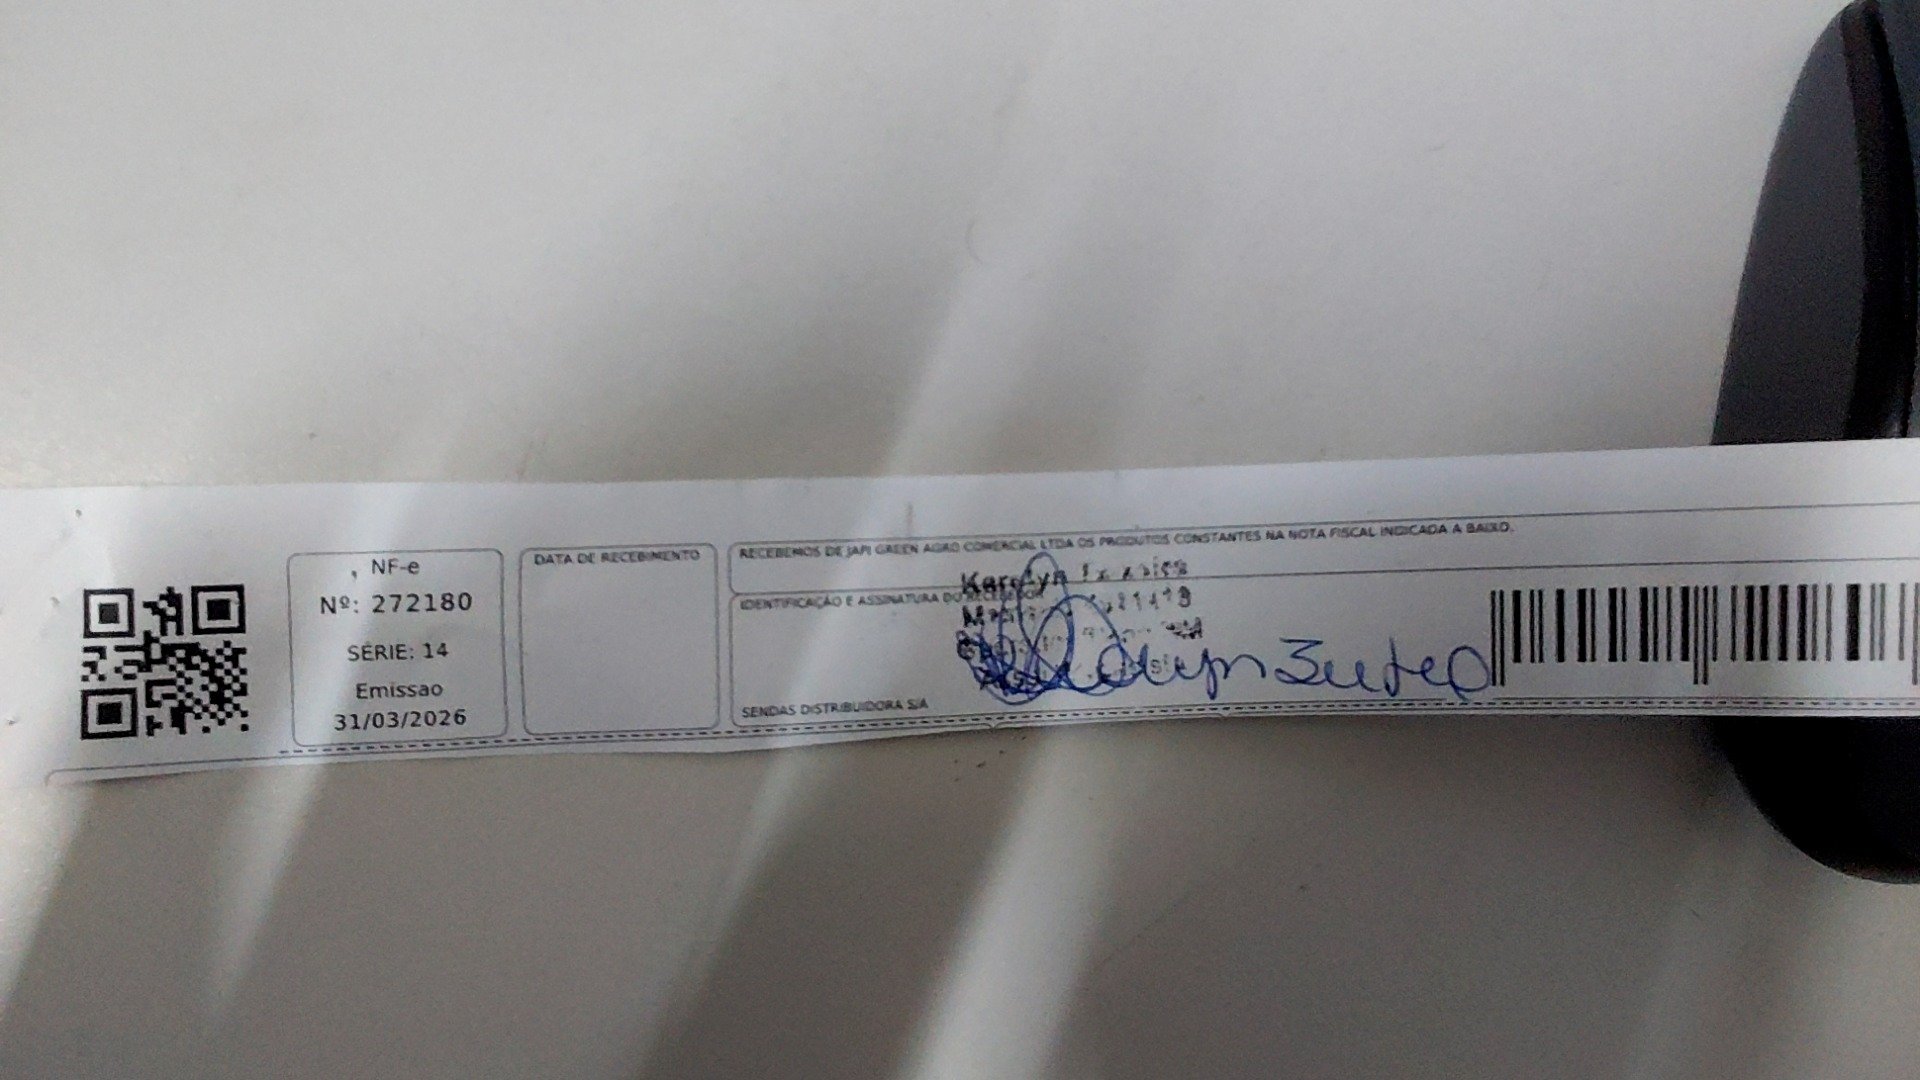 NF-e
Nº: 272180
SÉRIE: 14
Emissao
31/03/2026
DATA DE RECEBIMENTO
RECEBEMOS DE JAPI GREEN AGRO COMERCIAL LTDA OS PRODUTOS CONSTANTES NA NOTA FISCAL INDICADA A BAIXO.
IDENTIFICAÇÃO E ASSINATURA DO RECEBEDOR
Karolyn
SENDAS DISTRIBUIDORA S/A